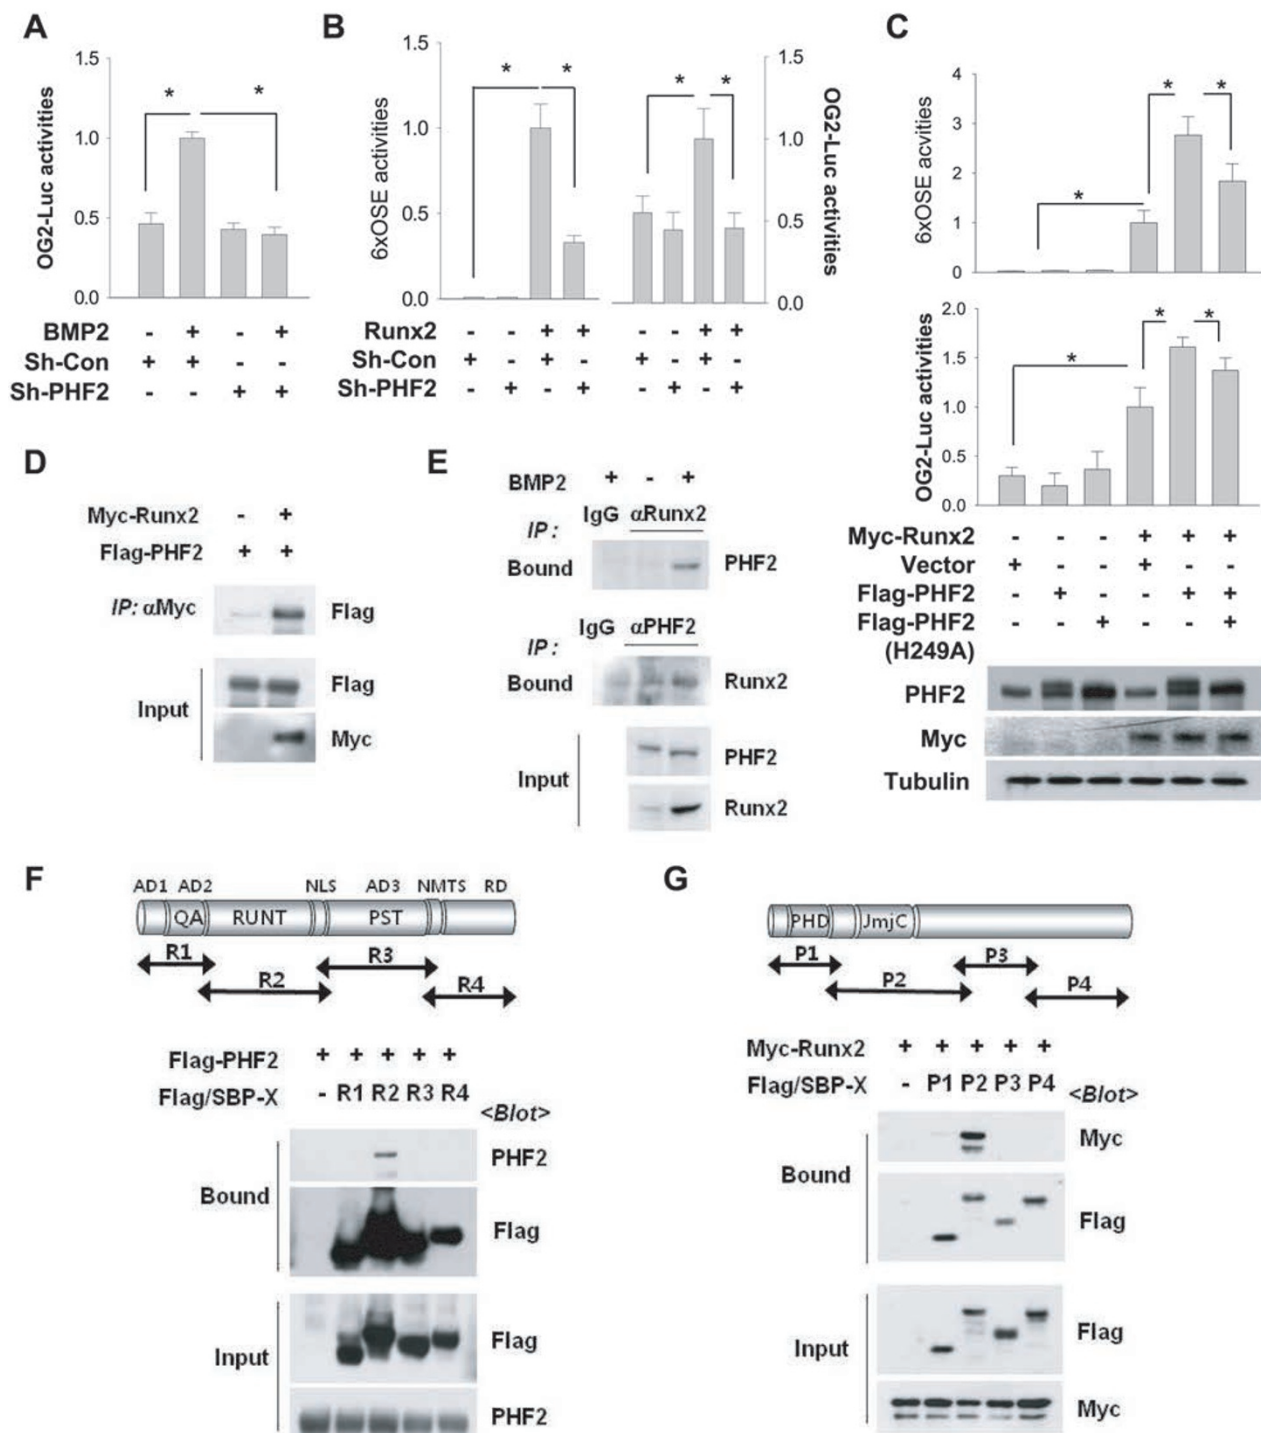 A
1.5
1.0
0.5
0.0
OG2-Luc activities
*
*
BMP2 - + - +
Sh-Con + + - -
Sh-PHF2 - - + +
B
1.5
1.0
0.5
0.0
6xOSE activities
*
*
*
*
1.5
1.0
0.5
0.0
OG2-Luc activities
Runx2 - - + + - - + +
Sh-Con + - + - + - + -
Sh-PHF2 - + - + - + - +
C
4
3
2
1
0
6xOSE acvities
*
*
*
2.0
1.5
1.0
0.5
0.0
OG2-Luc activities
*
*
*
Myc-Runx2 - - - + + +
Vector + - - + - -
Flag-PHF2 - + - - + +
Flag-PHF2 - - + - - +
(H249A)
PHF2
Myc
Tubulin
D
Myc-Runx2 - +
Flag-PHF2 + +
IP: αMyc Flag
Input
Flag
Myc
E
BMP2 + - +
IP : IgG αRunx2
Bound PHF2
IP : IgG αPHF2
Bound Runx2
Input
PHF2
Runx2
F
AD1 AD2 NLS AD3 NMTS RD
QA RUNT PST
R1 R3
R2 R4
Flag-PHF2 + + + + +
Flag/SBP-X - R1 R2 R3 R4
<Blot>
Bound
PHF2
Flag
Input
Flag
PHF2
G
PHD JmjC
P1 P3
P2 P4
Myc-Runx2 + + + + +
Flag/SBP-X - P1 P2 P3 P4 <Blot>
Bound
Myc
Flag
Input
Flag
Myc